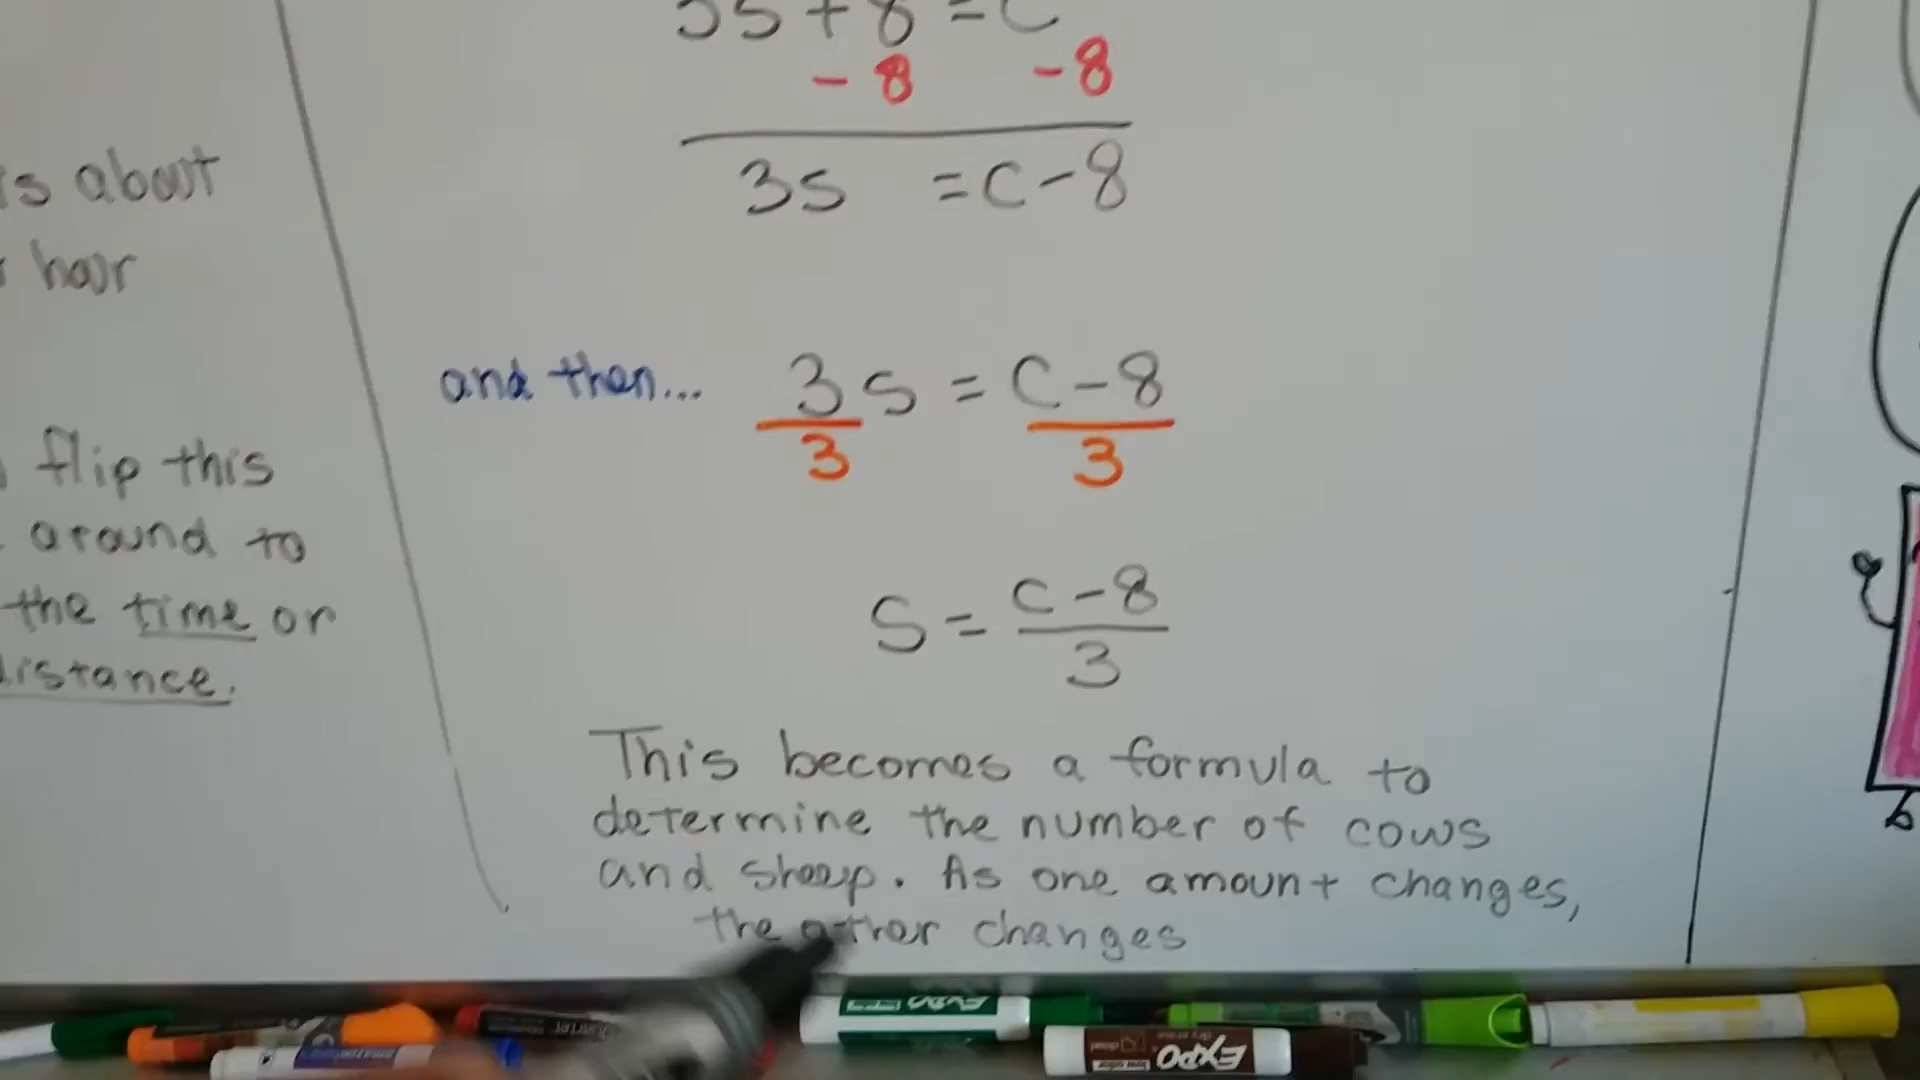 is about
hour
flip this
around to
the time or
distance.
3s + 8 = C
- 8 - 8
3s = C - 8
and then... 3s = C - 8
3 3
S = C - 8
3
This becomes a formula to
determine the number of cows
and sheep. As one amount changes,
the other changes
EXPO
EXPO